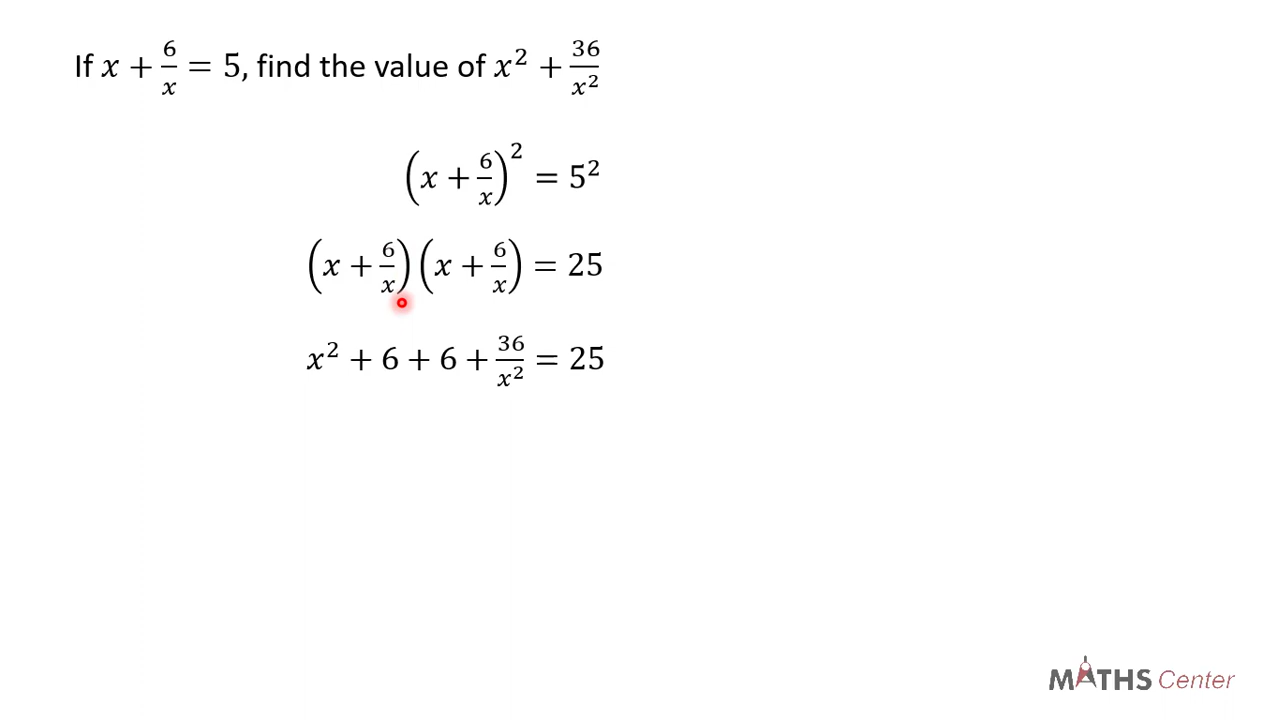 If x + 6/x = 5, find the value of x² + 36/x²
(x + 6/x)² = 5²
(x + 6/x)(x + 6/x) = 25
x² + 6 + 6 + 36/x² = 25
MATHS Center